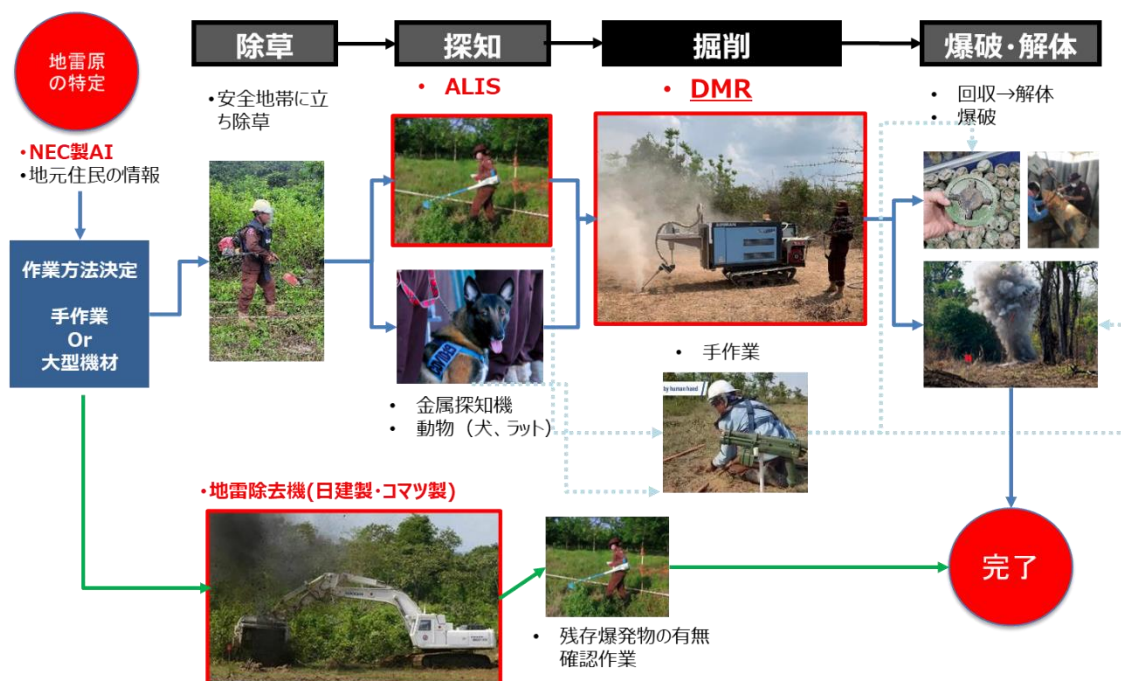 地雷原
の特定
除草
探知
掘削
爆破・解体
・安全地帯に立
ち除草
• ALIS
• DMR
• 回収→解体
• 爆破
・NEC製AI
・地元住民の情報
作業方法決定
手作業
Or
大型機材
• 手作業
by human hand
• 金属探知機
• 動物（犬、ラット）
・地雷除去機(日建製・コマツ製)
完了
• 残存爆発物の有無
確認作業